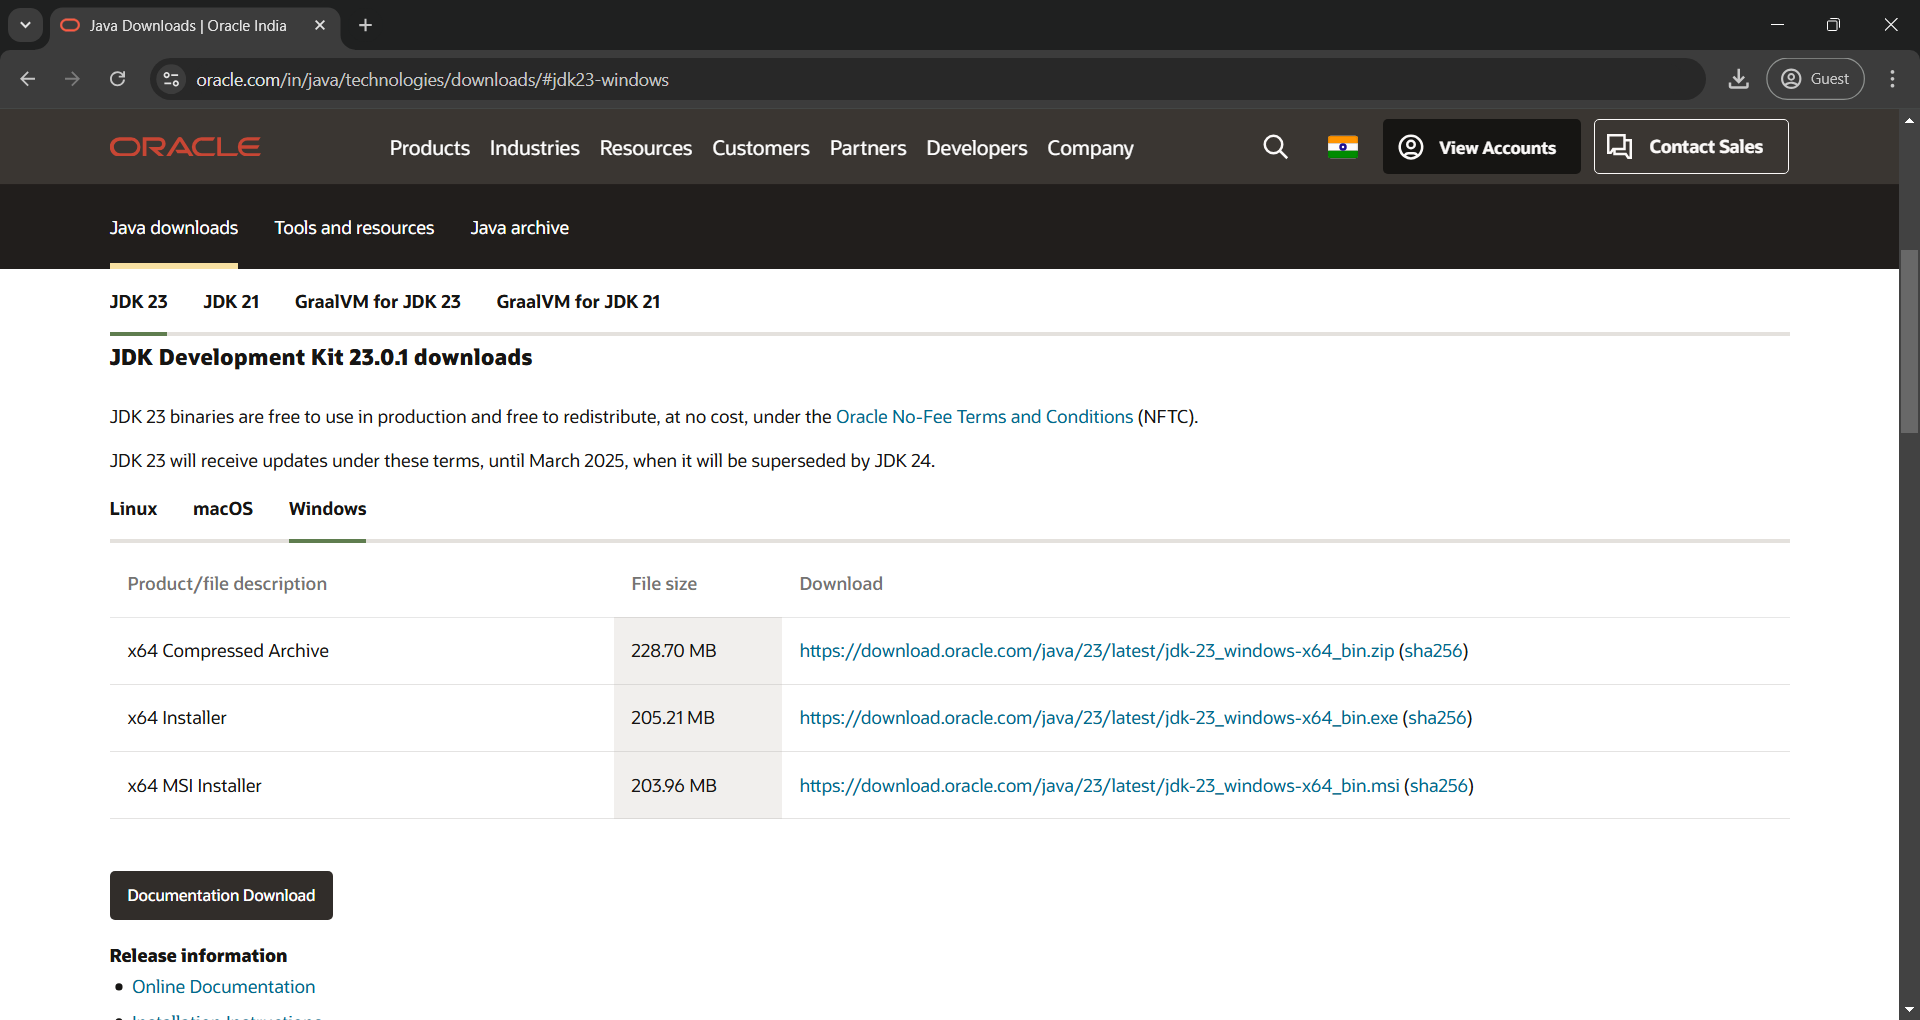 Java Downloads | Oracle India
oracle.com/in/java/technologies/downloads/#jdk23-windows
Guest
ORACLE
Products Industries Resources Customers Partners Developers Company
View Accounts
Contact Sales
Java downloads Tools and resources Java archive
JDK 23 JDK 21 GraalVM for JDK 23 GraalVM for JDK 21
JDK Development Kit 23.0.1 downloads
JDK 23 binaries are free to use in production and free to redistribute, at no cost, under the Oracle No-Fee Terms and Conditions (NFTC).
JDK 23 will receive updates under these terms, until March 2025, when it will be superseded by JDK 24.
Linux macOS Windows
Product/file description File size Download
x64 Compressed Archive 228.70 MB https://download.oracle.com/java/23/latest/jdk-23_windows-x64_bin.zip (sha256)
x64 Installer 205.21 MB https://download.oracle.com/java/23/latest/jdk-23_windows-x64_bin.exe (sha256)
x64 MSI Installer 203.96 MB https://download.oracle.com/java/23/latest/jdk-23_windows-x64_bin.msi (sha256)
Documentation Download
Release information
Online Documentation